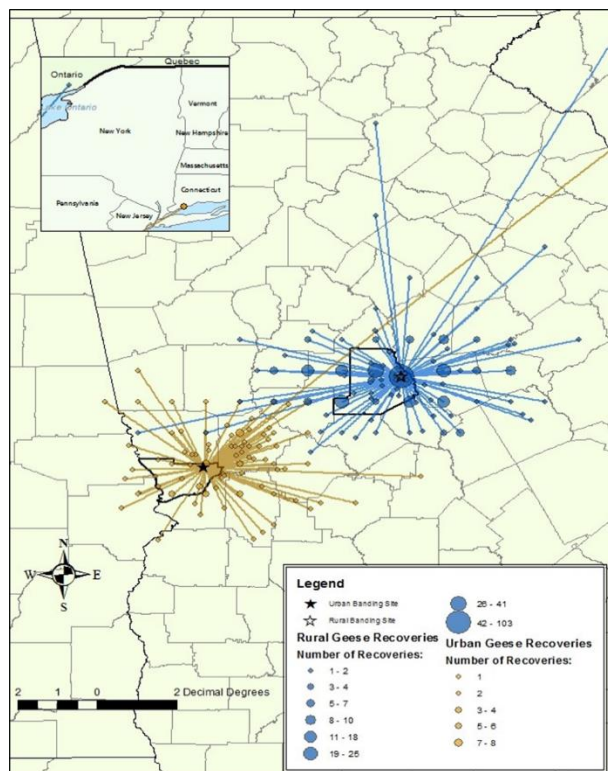 Quebec
Ontario
Lake Ontario
Vermont
New York
New Hampshire
Massachusetts
Connecticut
Pennsylvania
New Jersey
N
W E
S
2 1 0 2 Decimal Degrees
Legend
Urban Banding Site
Rural Banding Site
Rural Geese Recoveries
Number of Recoveries:
1 - 2
3 - 4
5 - 7
8 - 10
11 - 18
19 - 25
26 - 41
42 - 103
Urban Geese Recoveries
Number of Recoveries:
1
2
3 - 4
5 - 6
7 - 8